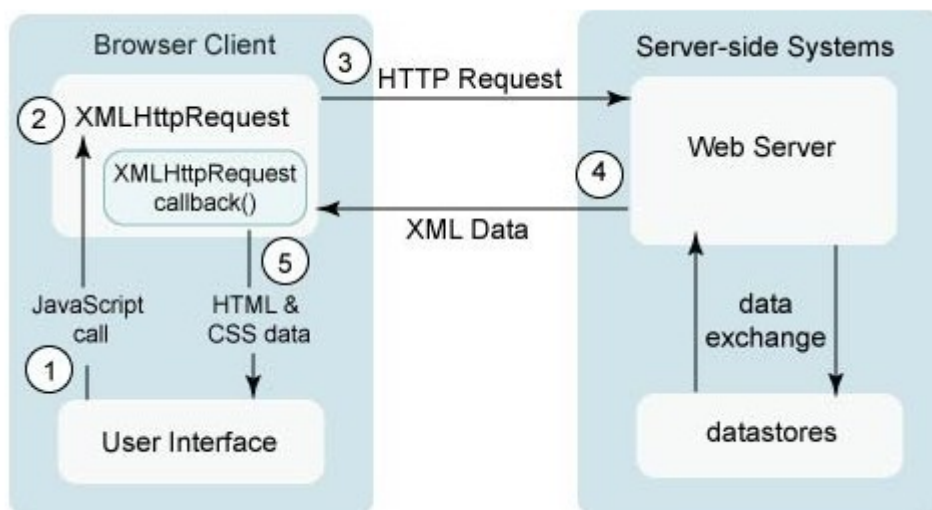 Browser Client
Server-side Systems
3
HTTP Request
2
XMLHttpRequest
XMLHttpRequest
callback()
Web Server
4
XML Data
5
JavaScript
call
HTML &
CSS data
data
exchange
1
User Interface
datastores